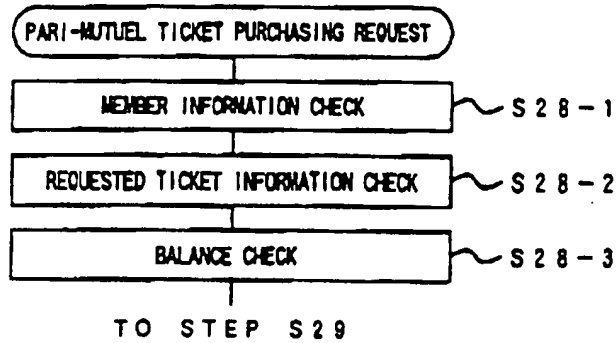 PARI-MUTUEL TICKET PURCHASING REQUEST
MEMBER INFORMATION CHECK S28-1
REQUESTED TICKET INFORMATION CHECK S28-2
BALANCE CHECK S28-3
TO STEP S29